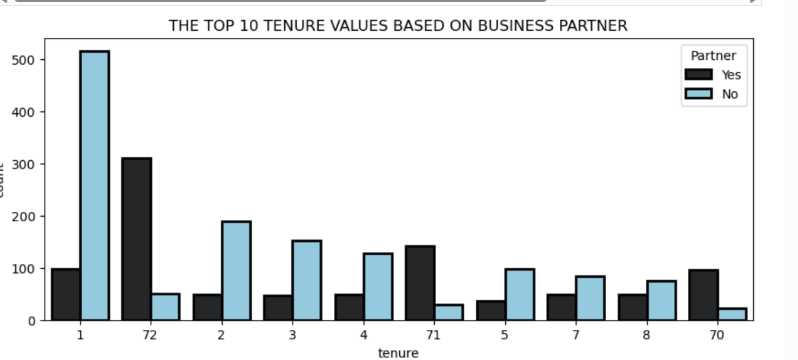 THE TOP 10 TENURE VALUES BASED ON BUSINESS PARTNER
Partner
Yes
No
500
400
300
200
100
0
count
1 72 2 3 4 71 5 7 8 70
tenure